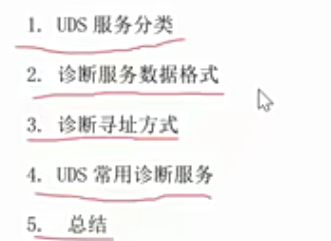 1. UDS 服务分类
2. 诊断服务数据格式
3. 诊断寻址方式
4. UDS 常用诊断服务
5. 总结